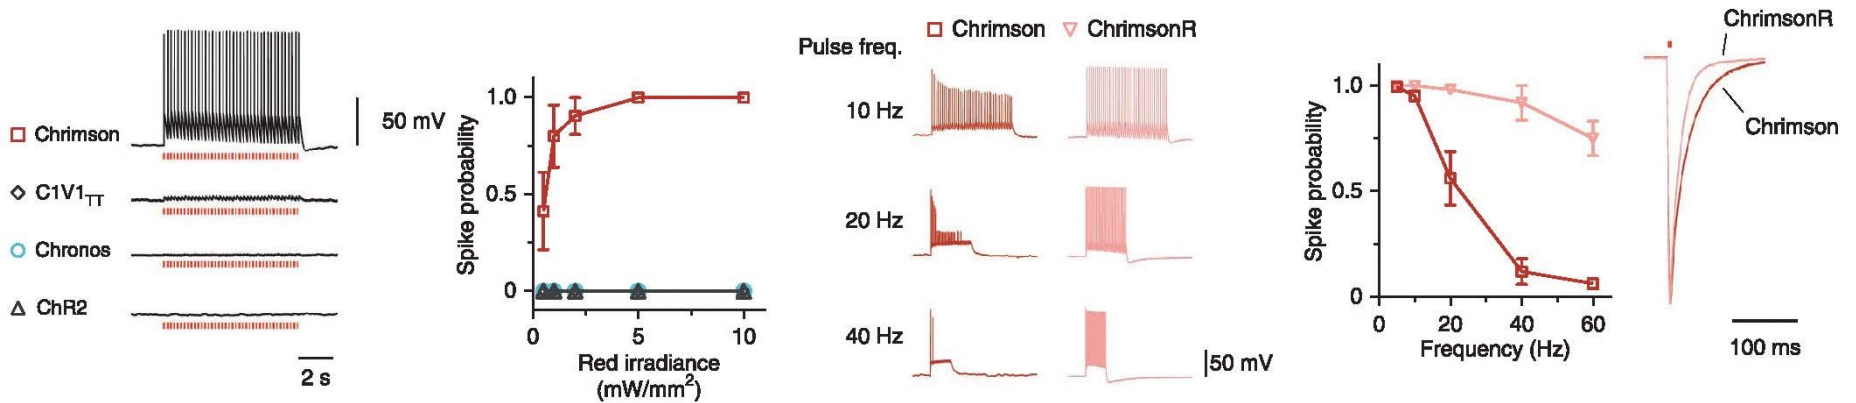 Chrimson
C1V1TT
Chronos
ChR2
50 mV
2 s
Spike probability
1.0
0.5
0
0
5
10
Red irradiance
(mW/mm²)
Pulse freq.
Chrimson
ChrimsonR
10 Hz
20 Hz
40 Hz
50 mV
Spike probability
1.0
0.5
0
0
20
40
60
Frequency (Hz)
ChrimsonR
Chrimson
100 ms